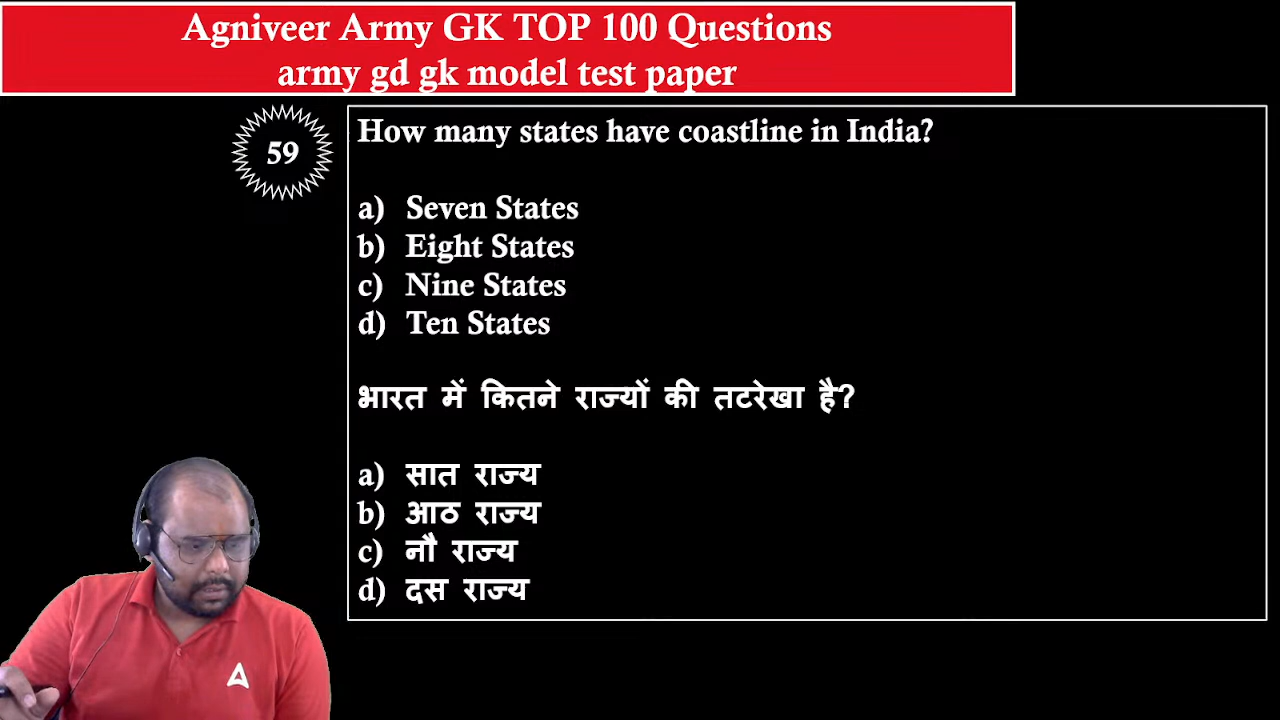 Agniveer Army GK TOP 100 Questions
army gd gk model test paper
59
How many states have coastline in India?
a) Seven States
b) Eight States
c) Nine States
d) Ten States
भारत में कितने राज्यों की तटरेखा है?
a) सात राज्य
b) आठ राज्य
c) नौ राज्य
d) दस राज्य